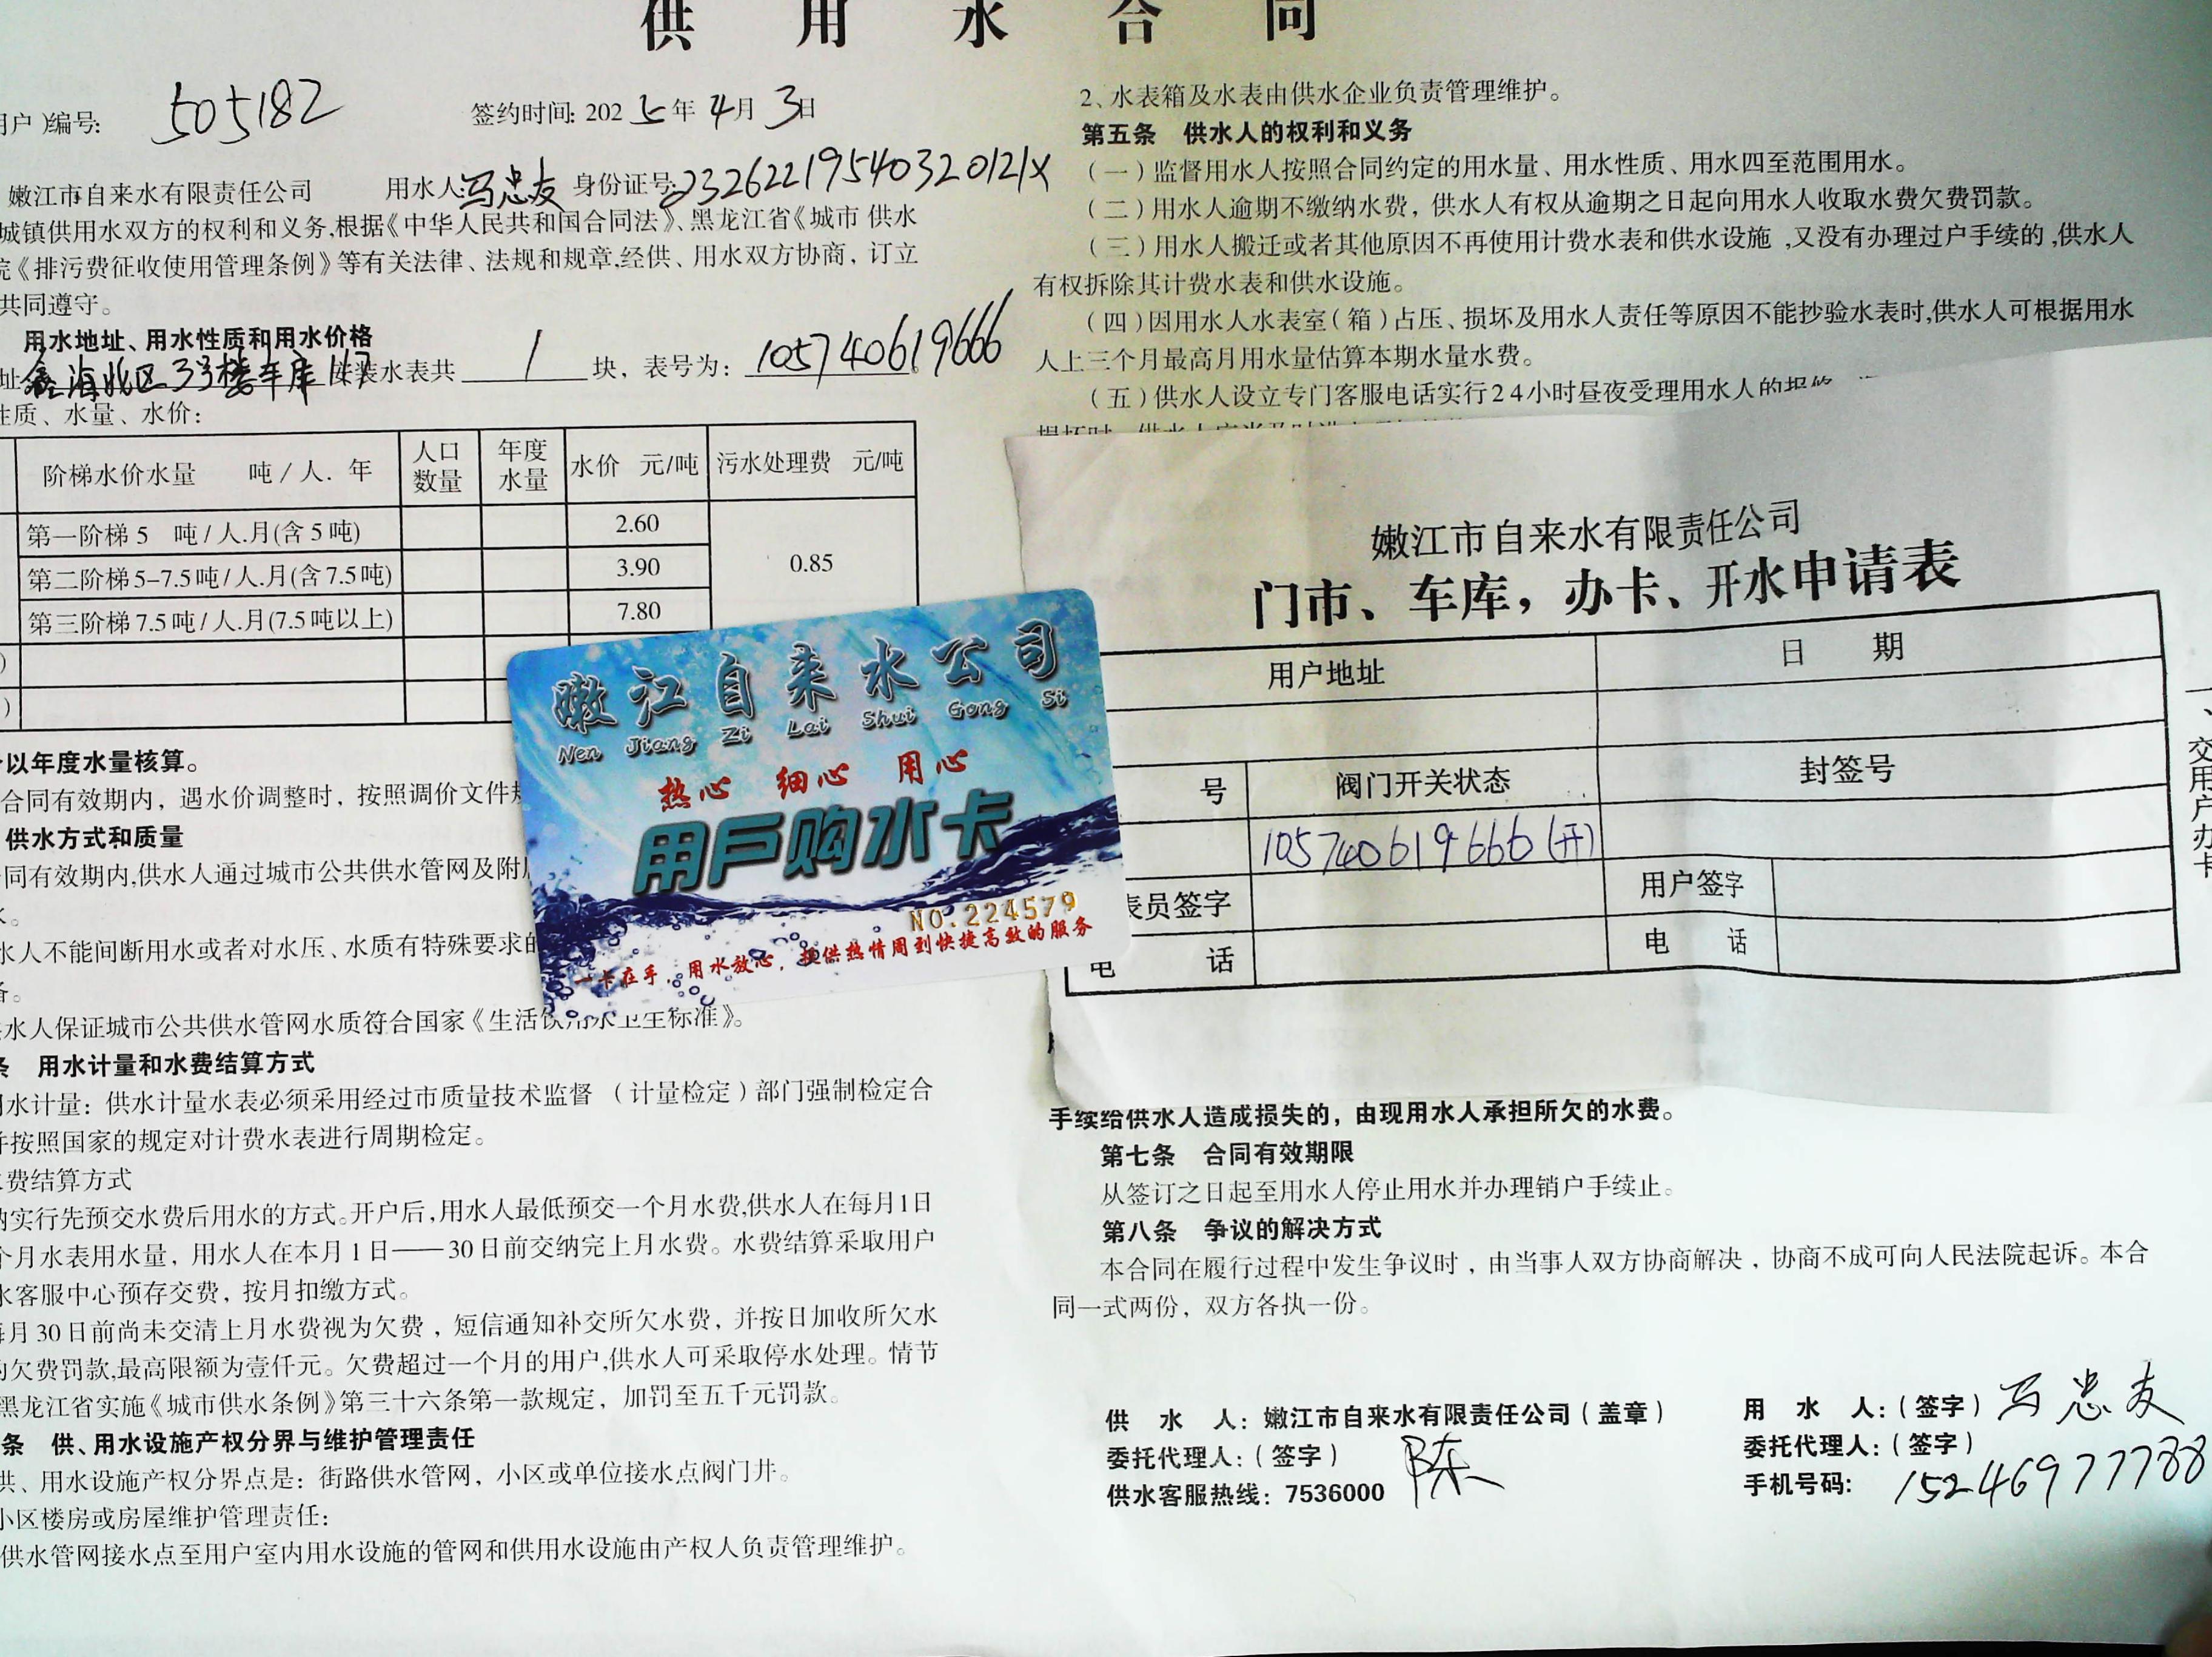 供用水合同
用户）编号: 505182
签约时间: 2025年4月3日
嫩江市自来水有限责任公司 用水人:冯忠友 身份证号:23262219540320121X
城镇供用水双方的权利和义务,根据《中华人民共和国合同法》、黑龙江省《城市 供水
《排污费征收使用管理条例》等有关法律、法规和规章,经供、用水双方协商，订立
共同遵守。
用水地址、用水性质和用水价格
址鑫海北区3号楼车库117安装水表共1块，表号为：105740619666
性质、水量、水价：
阶梯水价水量 吨/人.年 人口数量 年度水量 水价 元/吨 污水处理费 元/吨
第一阶梯5 吨/人.月(含5吨) 2.60
第二阶梯5-7.5吨/人.月(含7.5吨) 3.90 0.85
第三阶梯7.5吨/人.月(7.5吨以上) 7.80
以年度水量核算。
合同有效期内，遇水价调整时，按照调价文件
供水方式和质量
同有效期内,供水人通过城市公共供水管网及附
水。
水人不能间断用水或者对水压、水质有特殊要求的
备。
水人保证城市公共供水管网水质符合国家《生活饮用水卫生标准》。
条 用水计量和水费结算方式
用水计量：供水计量水表必须采用经过市质量技术监督（计量检定）部门强制检定合
并按照国家的规定对计费水表进行周期检定。
费结算方式
纳实行先预交水费后用水的方式。开户后,用水人最低预交一个月水费,供水人在每月1日
个月水表用水量，用水人在本月1日——30日前交纳完上月水费。水费结算采取用户
水客服中心预存交费，按月扣缴方式。
每月30日前尚未交清上月水费视为欠费，短信通知补交所欠水费，并按日加收所欠水
的欠费罚款,最高限额为壹仟元。欠费超过一个月的用户,供水人可采取停水处理。情节
黑龙江省实施《城市供水条例》第三十六条第一款规定，加罚至五千元罚款。
条 供、用水设施产权分界与维护管理责任
供、用水设施产权分界点是：街路供水管网，小区或单位接水点阀门井。
小区楼房或房屋维护管理责任：
供水管网接水点至用户室内用水设施的管网和供用水设施由产权人负责管理维护。
2、水表箱及水表由供水企业负责管理维护。
第五条 供水人的权利和义务
（一）监督用水人按照合同约定的用水量、用水性质、用水四至范围用水。
（二）用水人逾期不缴纳水费，供水人有权从逾期之日起向用水人收取水费欠费罚款。
（三）用水人搬迁或者其他原因不再使用计费水表和供水设施,又没有办理过户手续的,供水人
有权拆除其计费水表和供水设施。
（四）因用水人水表室（箱）占压、损坏及用水人责任等原因不能抄验水表时,供水人可根据用水
人上三个月最高月用水量估算本期水量水费。
（五）供水人设立专门客服电话实行24小时昼夜受理用水人的报修
嫩江市自来水有限责任公司
门市、车库，办卡、开水申请表
用户地址 日 期
号 阀门开关状态 封签号
105740619666(开)
表员签字 用户签字
电 话 电 话
一、交用户办卡
嫩江自来水公司
Nen Jiang Zi Lai Shui Gong Si
热心 细心 用心
用户购水卡
NO.224579
一卡在手，用水放心，提供热情周到快捷高效的服务
手续给供水人造成损失的，由现用水人承担所欠的水费。
第七条 合同有效期限
从签订之日起至用水人停止用水并办理销户手续止。
第八条 争议的解决方式
本合同在履行过程中发生争议时，由当事人双方协商解决，协商不成可向人民法院起诉。本合
同一式两份，双方各执一份。
供 水 人：嫩江市自来水有限责任公司（盖章）
委托代理人：（签字） 陈
供水客服热线：7536000
用 水 人：（签字）冯忠友
委托代理人：（签字）
手机号码： 15246977788